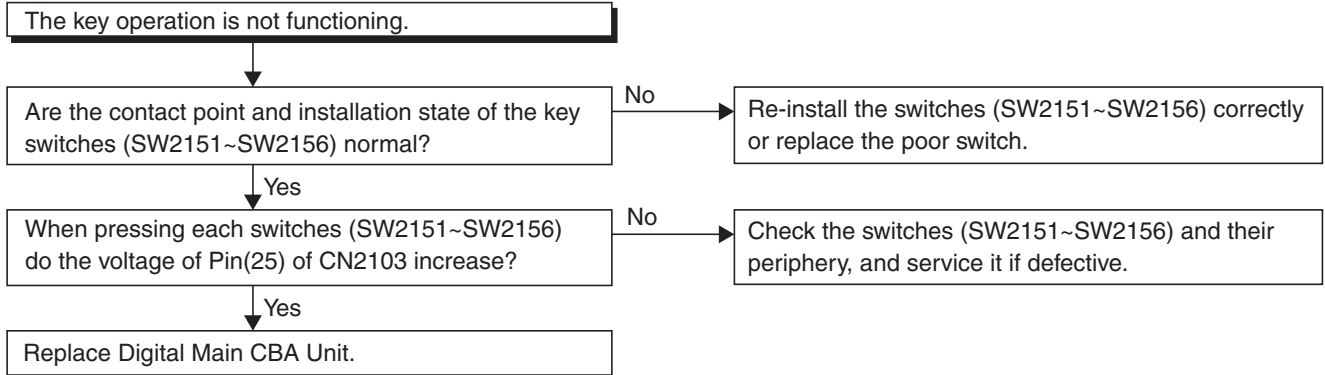 The key operation is not functioning.
Are the contact point and installation state of the key
switches (SW2151~SW2156) normal?
No
Re-install the switches (SW2151~SW2156) correctly
or replace the poor switch.
Yes
When pressing each switches (SW2151~SW2156)
do the voltage of Pin(25) of CN2103 increase?
No
Check the switches (SW2151~SW2156) and their
periphery, and service it if defective.
Yes
Replace Digital Main CBA Unit.